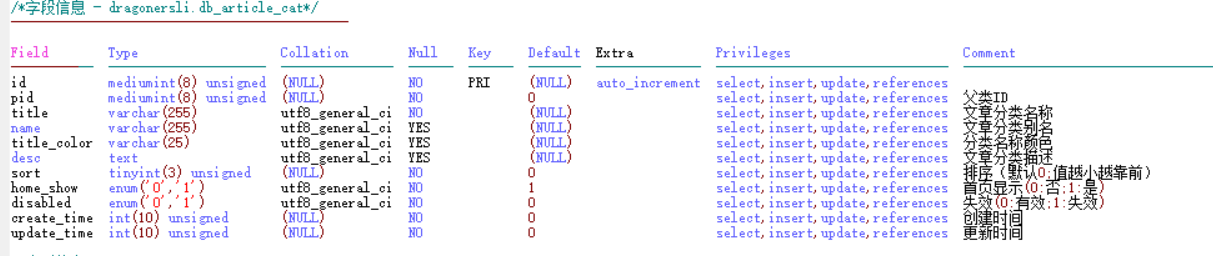 /*字段信息 - dragonersli.db_article_cat*/
Field Type Collation Null Key Default Extra Privileges Comment
id mediumint(8) unsigned (NULL) NO PRI (NULL) auto_increment select,insert,update,references
pid mediumint(8) unsigned (NULL) NO 0 select,insert,update,references 父类ID
title varchar(255) utf8_general_ci NO (NULL) select,insert,update,references 文章分类名称
name varchar(255) utf8_general_ci YES (NULL) select,insert,update,references 文章分类别名
title_color varchar(25) utf8_general_ci YES (NULL) select,insert,update,references 分类名称颜色
desc text utf8_general_ci YES (NULL) select,insert,update,references 文章分类描述
sort tinyint(3) unsigned (NULL) NO 0 select,insert,update,references 排序（默认0;值越小越靠前）
home_show enum('0','1') utf8_general_ci NO 1 select,insert,update,references 首页显示(0:否;1:是)
disabled enum('0','1') utf8_general_ci NO 0 select,insert,update,references 失效(0:有效;1:失效)
create_time int(10) unsigned (NULL) NO 0 select,insert,update,references 创建时间
update_time int(10) unsigned (NULL) NO 0 select,insert,update,references 更新时间